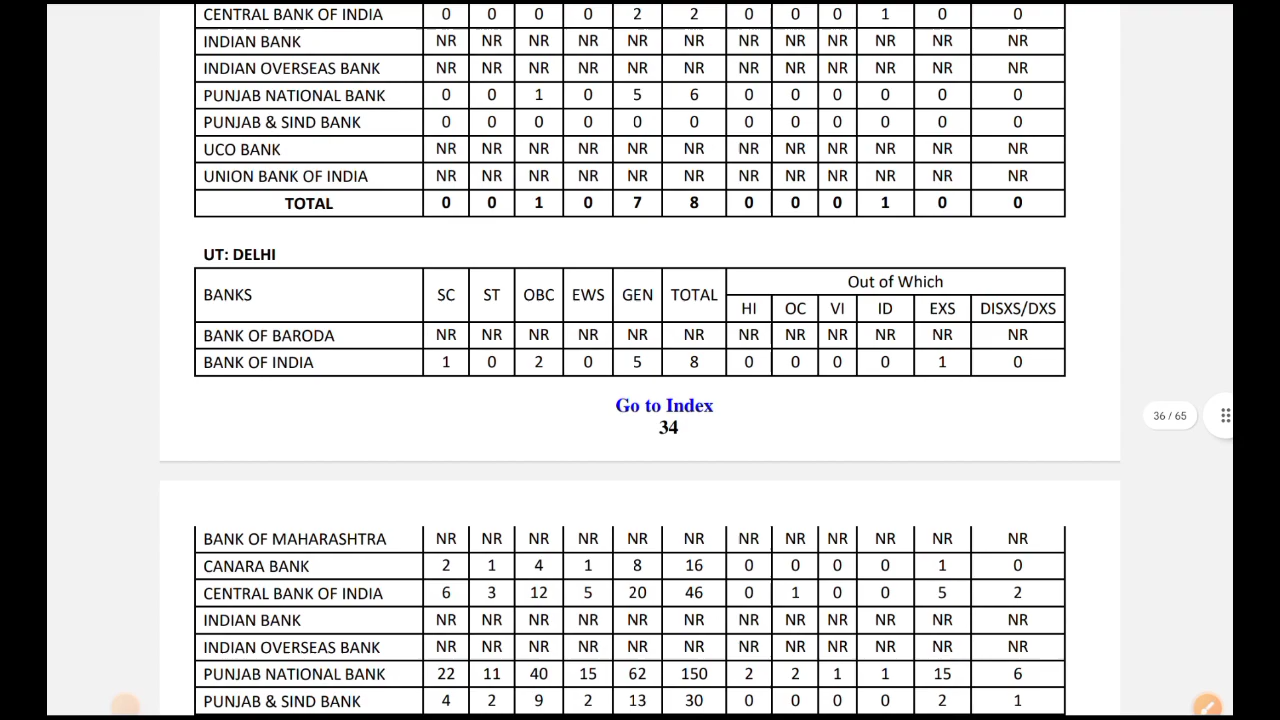 CENTRAL BANK OF INDIA 0 0 0 0 2 2 0 0 0 1 0 0
INDIAN BANK NR NR NR NR NR NR NR NR NR NR NR NR
INDIAN OVERSEAS BANK NR NR NR NR NR NR NR NR NR NR NR NR
PUNJAB NATIONAL BANK 0 0 1 0 5 6 0 0 0 0 0 0
PUNJAB & SIND BANK 0 0 0 0 0 0 0 0 0 0 0 0
UCO BANK NR NR NR NR NR NR NR NR NR NR NR NR
UNION BANK OF INDIA NR NR NR NR NR NR NR NR NR NR NR NR
TOTAL 0 0 1 0 7 8 0 0 0 1 0 0
UT: DELHI
BANKS SC ST OBC EWS GEN TOTAL Out of Which
HI OC VI ID EXS DISXS/DXS
BANK OF BARODA NR NR NR NR NR NR NR NR NR NR NR NR
BANK OF INDIA 1 0 2 0 5 8 0 0 0 0 1 0
Go to Index
34
36 / 65
BANK OF MAHARASHTRA NR NR NR NR NR NR NR NR NR NR NR NR
CANARA BANK 2 1 4 1 8 16 0 0 0 0 1 0
CENTRAL BANK OF INDIA 6 3 12 5 20 46 0 1 0 0 5 2
INDIAN BANK NR NR NR NR NR NR NR NR NR NR NR NR
INDIAN OVERSEAS BANK NR NR NR NR NR NR NR NR NR NR NR NR
PUNJAB NATIONAL BANK 22 11 40 15 62 150 2 2 1 1 15 6
PUNJAB & SIND BANK 4 2 9 2 13 30 0 0 0 0 2 1